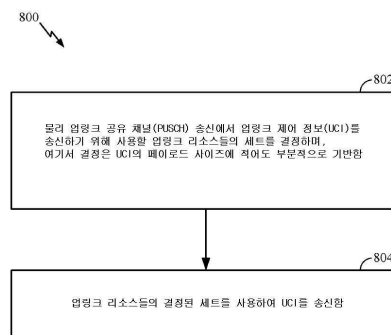 800
802
물리 업링크 공유 채널(PUSCH) 송신에서 업링크 제어 정보(UCI)를
송신하기 위해 사용할 업링크 리소스들의 세트를 결정하며,
여기서 결정은 UCI의 페이로드 사이즈에 적어도 부분적으로 기반함
804
업링크 리소스들의 결정된 세트를 사용하여 UCI를 송신함